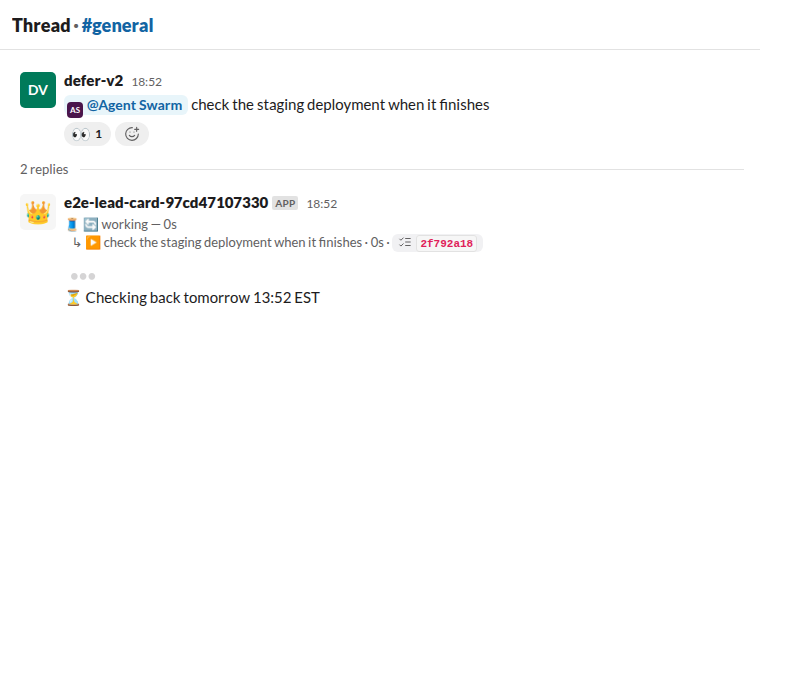 Thread • #general
DV
defer-v2 18:52
AS @Agent Swarm check the staging deployment when it finishes
👀 1
2 replies
e2e-lead-card-97cd47107330 APP 18:52
🧵 🔄 working — 0s
↳ ▶️ check the staging deployment when it finishes · 0s · 2f792a18
⏳ Checking back tomorrow 13:52 EST